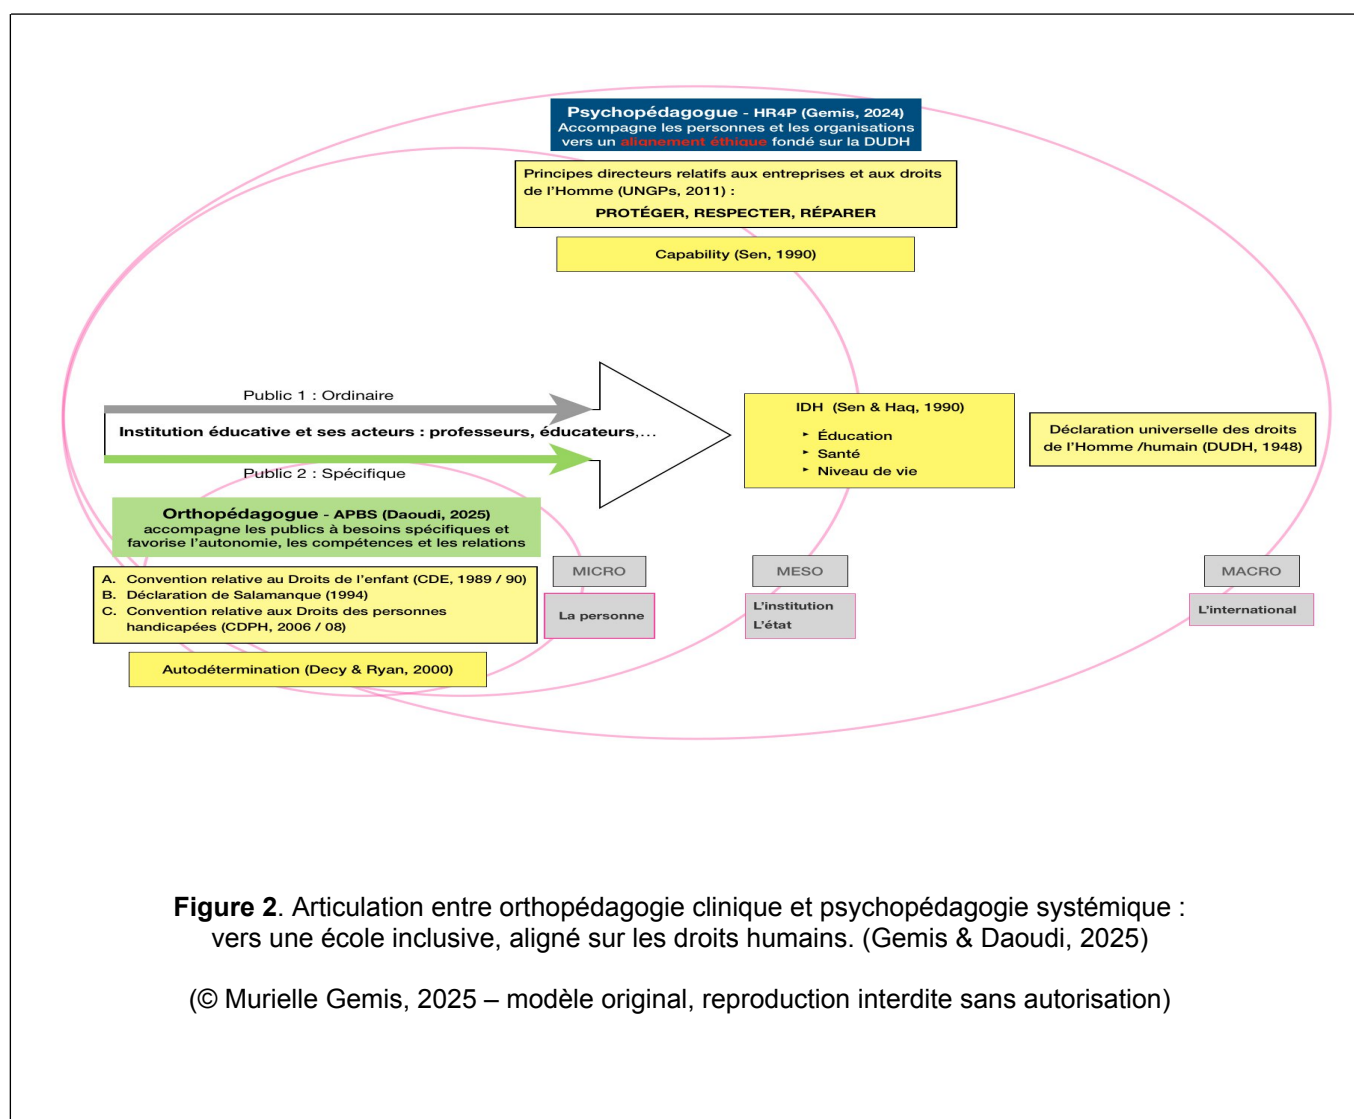 Psychopédagogue - HR4P (Gemis, 2024)
Accompagne les personnes et les organisations
vers un alignement éthique fondé sur la DUDH
Principes directeurs relatifs aux entreprises et aux droits
de l'Homme (UNGPs, 2011) :
PROTÉGER, RESPECTER, RÉPARER
Capability (Sen, 1990)
Public 1 : Ordinaire
Institution éducative et ses acteurs : professeurs, éducateurs,...
Public 2 : Spécifique
IDH (Sen & Haq, 1990)
► Éducation
► Santé
► Niveau de vie
Déclaration universelle des droits
de l'Homme /humain (DUDH, 1948)
Orthopédagogue - APBS (Daoudi, 2025)
accompagne les publics à besoins spécifiques et
favorise l'autonomie, les compétences et les relations
A. Convention relative au Droits de l'enfant (CDE, 1989 / 90)
B. Déclaration de Salamanque (1994)
C. Convention relative aux Droits des personnes
handicapées (CDPH, 2006 / 08)
Autodétermination (Decy & Ryan, 2000)
MICRO
La personne
MESO
L'institution
L'état
MACRO
L'international
Figure 2. Articulation entre orthopédagogie clinique et psychopédagogie systémique :
vers une école inclusive, aligné sur les droits humains. (Gemis & Daoudi, 2025)
(© Murielle Gemis, 2025 – modèle original, reproduction interdite sans autorisation)